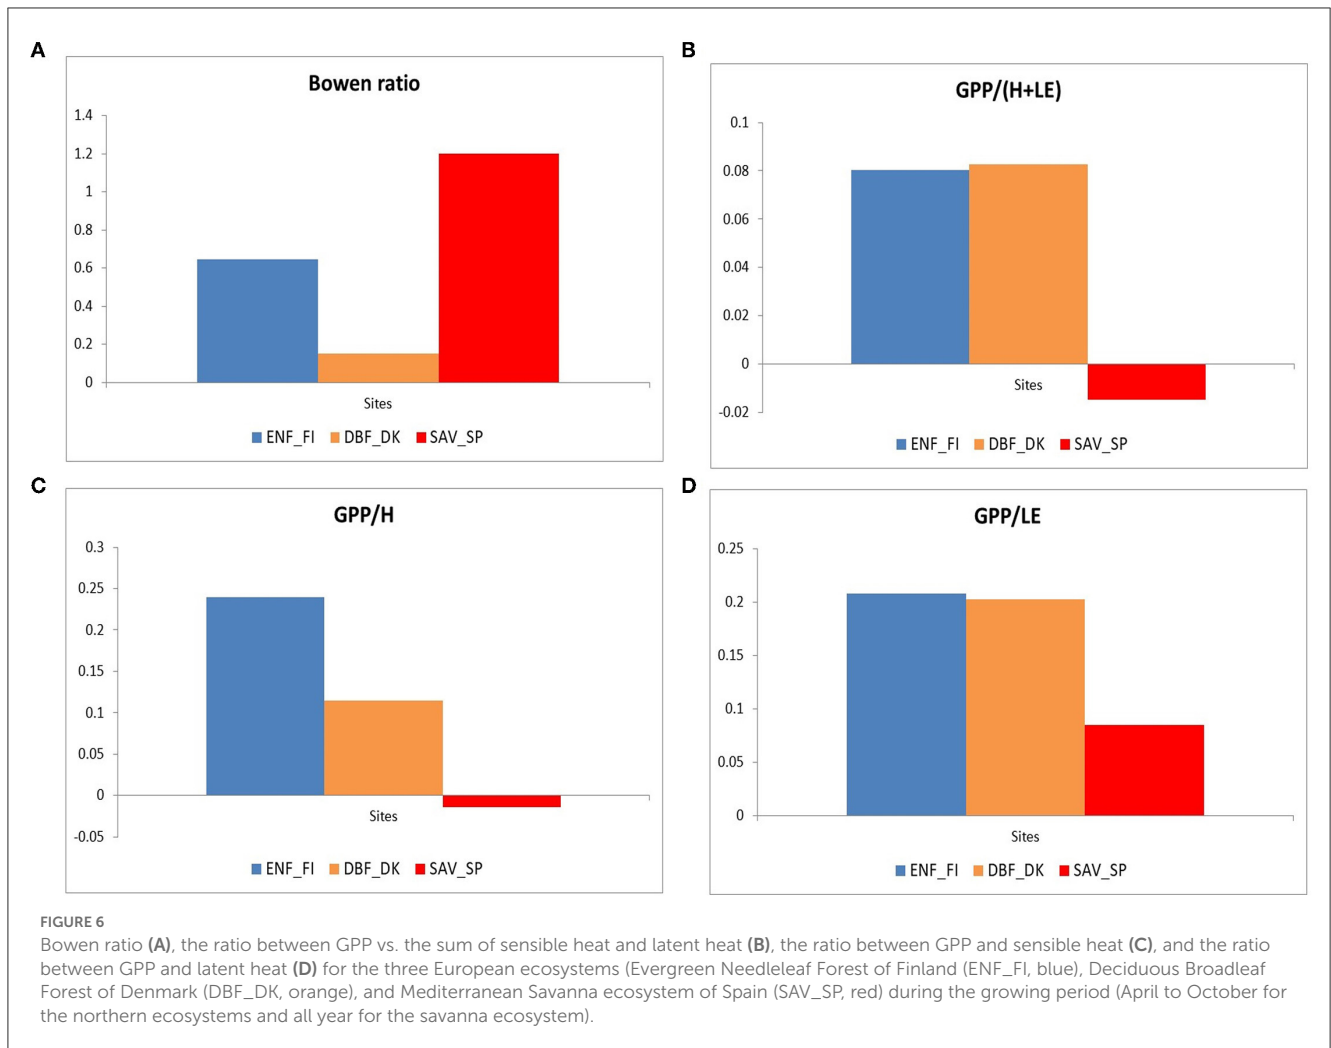 A
Bowen ratio
1.4
1.2
1
0.8
0.6
0.4
0.2
0
Sites
ENF_FI DBF_DK SAV_SP
B
GPP/(H+LE)
0.1
0.08
0.06
0.04
0.02
0
-0.02
Sites
ENF_FI DBF_DK SAV_SP
C
GPP/H
0.3
0.25
0.2
0.15
0.1
0.05
0
-0.05
Sites
ENF_FI DBF_DK SAV_SP
D
GPP/LE
0.25
0.2
0.15
0.1
0.05
0
Sites
ENF_FI DBF_DK SAV_SP
FIGURE 6
Bowen ratio (A), the ratio between GPP vs. the sum of sensible heat and latent heat (B), the ratio between GPP and sensible heat (C), and the ratio
between GPP and latent heat (D) for the three European ecosystems (Evergreen Needleleaf Forest of Finland (ENF_FI, blue), Deciduous Broadleaf
Forest of Denmark (DBF_DK, orange), and Mediterranean Savanna ecosystem of Spain (SAV_SP, red) during the growing period (April to October for
the northern ecosystems and all year for the savanna ecosystem).